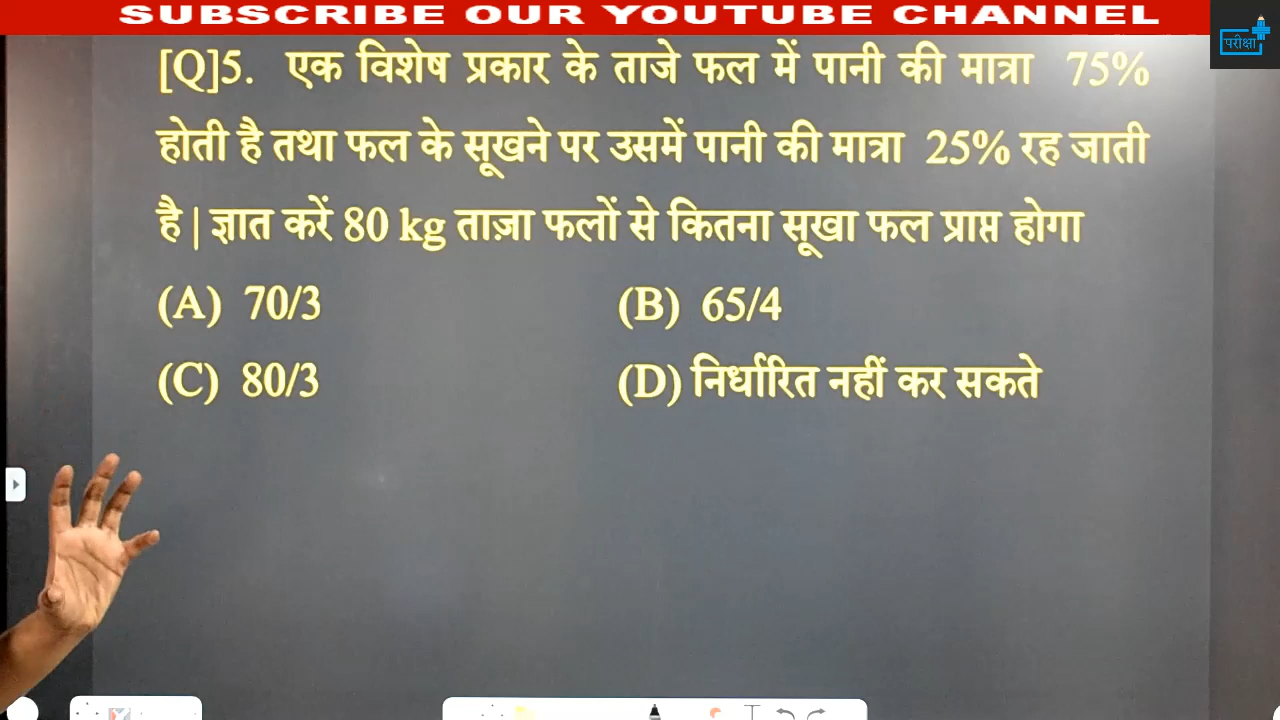 SUBSCRIBE OUR YOUTUBE CHANNEL
परीक्षा
[Q]5. एक विशेष प्रकार के ताजे फल में पानी की मात्रा 75%
होती है तथा फल के सूखने पर उसमें पानी की मात्रा 25% रह जाती
है | ज्ञात करें 80 kg ताज़ा फलों से कितना सूखा फल प्राप्त होगा
(A) 70/3 (B) 65/4
(C) 80/3 (D) निर्धारित नहीं कर सकते